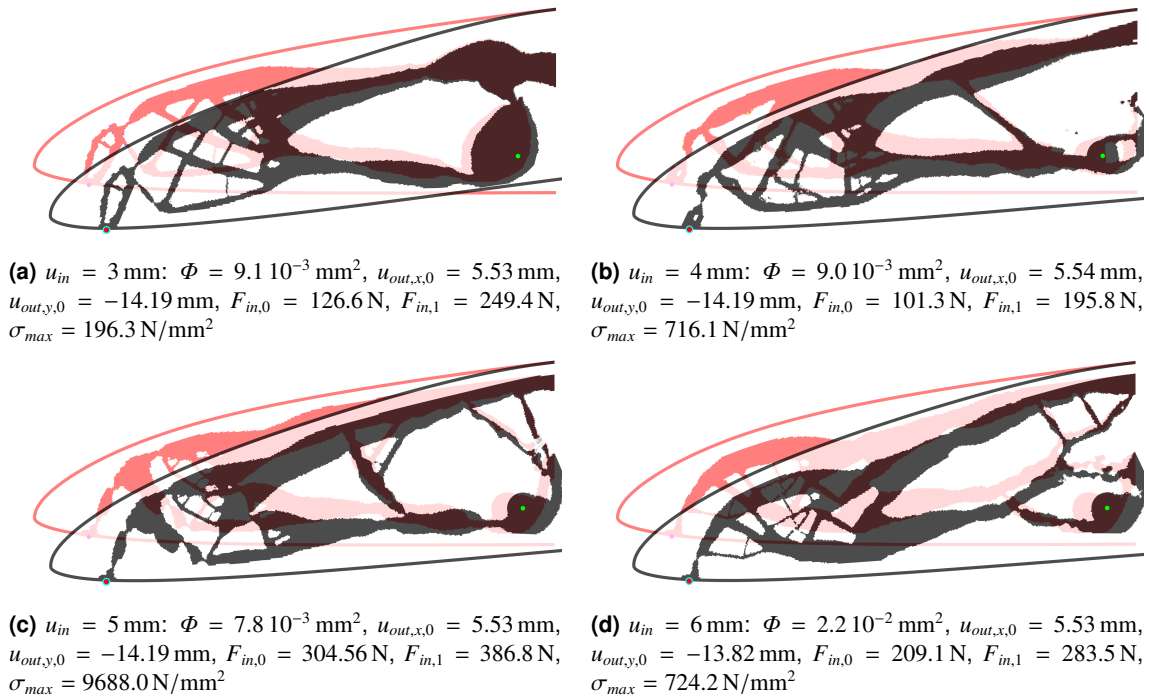 (a) u_in = 3 mm: Φ = 9.1 10⁻³ mm², u_out,x,0 = 5.53 mm,
u_out,y,0 = −14.19 mm, F_in,0 = 126.6 N, F_in,1 = 249.4 N,
σ_max = 196.3 N/mm²
(b) u_in = 4 mm: Φ = 9.0 10⁻³ mm², u_out,x,0 = 5.54 mm,
u_out,y,0 = −14.19 mm, F_in,0 = 101.3 N, F_in,1 = 195.8 N,
σ_max = 716.1 N/mm²
(c) u_in = 5 mm: Φ = 7.8 10⁻³ mm², u_out,x,0 = 5.53 mm,
u_out,y,0 = −14.19 mm, F_in,0 = 304.56 N, F_in,1 = 386.8 N,
σ_max = 9688.0 N/mm²
(d) u_in = 6 mm: Φ = 2.2 10⁻² mm², u_out,x,0 = 5.53 mm,
u_out,y,0 = −13.82 mm, F_in,0 = 209.1 N, F_in,1 = 283.5 N,
σ_max = 724.2 N/mm²